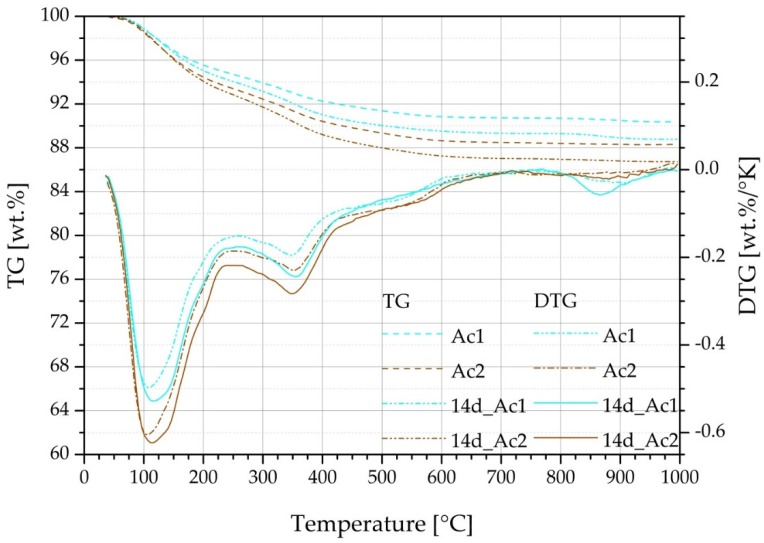 100
96
92
88
84
80
76
72
68
64
60
TG [wt.%]
0.2
0.0
-0.2
-0.4
-0.6
DTG [wt.%/°K]
TG DTG
Ac1 Ac1
Ac2 Ac2
14d_Ac1 14d_Ac1
14d_Ac2 14d_Ac2
0 100 200 300 400 500 600 700 800 900 1000
Temperature [°C]